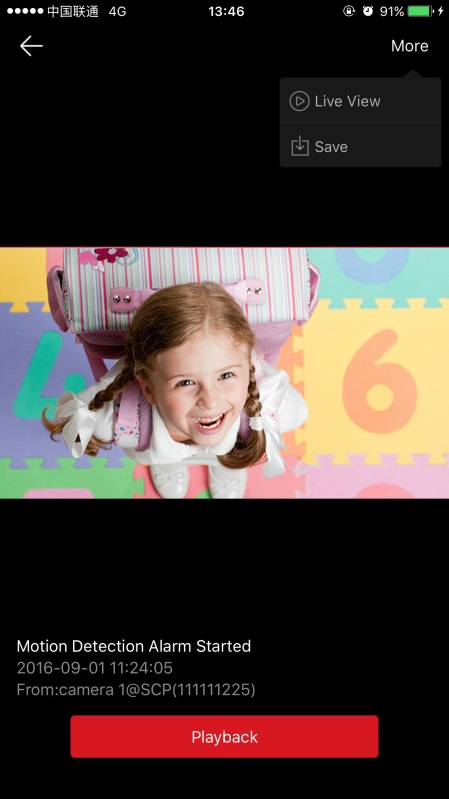 中国联通 4G 13:46 91%
More
Live View
Save
4 6
Motion Detection Alarm Started
2016-09-01 11:24:05
From:camera 1@SCP(111111225)
Playback